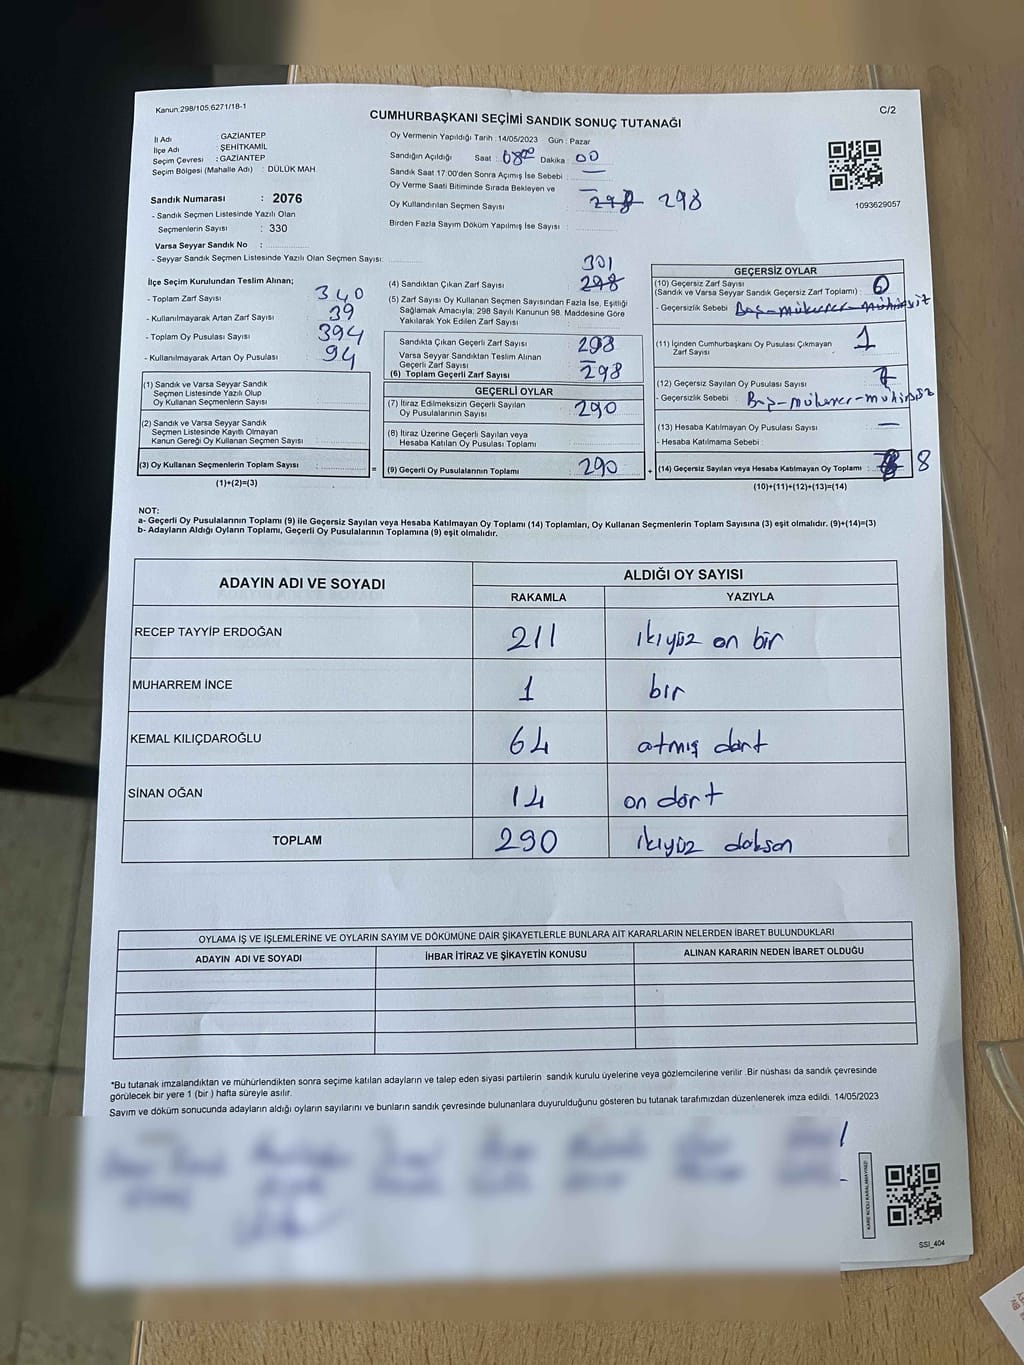 Kanun:298/105,6271/18-1
C/2
CUMHURBAŞKANI SEÇİMİ SANDIK SONUÇ TUTANAĞI
İl Adı : GAZİANTEP
İlçe Adı : ŞEHİTKAMİL
Seçim Çevresi : GAZİANTEP
Seçim Bölgesi (Mahalle Adı) : DÜLÜK MAH
Sandık Numarası : 2076
- Sandık Seçmen Listesinde Yazılı Olan
Seçmenlerin Sayısı : 330
Varsa Seyyar Sandık No :
- Seyyar Sandık Seçmen Listesinde Yazılı Olan Seçmen Sayısı:
Oy Vermenin Yapıldığı Tarih : 14/05/2023 Gün : Pazar
Sandığın Açıldığı Saat : 08 00 Dakika : 00
Sandık Saat 17:00'den Sonra Açımış İse Sebebi : —
Oy Verme Saati Bitiminde Sırada Bekleyen ve
Oy Kullandırılan Seçmen Sayısı : 298 298
Birden Fazla Sayım Döküm Yapılmış İse Sayısı :
1093629057
İlçe Seçim Kurulundan Teslim Alınan;
- Toplam Zarf Sayısı 340
- Kullanılmayarak Artan Zarf Sayısı 39
- Toplam Oy Pusulası Sayısı 394
- Kullanılmayarak Artan Oy Pusulası 94
(1) Sandık ve Varsa Seyyar Sandık
Seçmen Listesinde Yazılı Olup
Oy Kullanan Seçmenlerin Sayısı :
(2) Sandık ve Varsa Seyyar Sandık
Seçmen Listesinde Kayıtlı Olmayan
Kanun Gereği Oy Kullanan Seçmen Sayısı :
(3) Oy Kullanan Seçmenlerin Toplam Sayısı : =
(1)+(2)=(3)
301
(4) Sandıktan Çıkan Zarf Sayısı : 298
(5) Zarf Sayısı Oy Kullanan Seçmen Sayısından Fazla İse, Eşitliği
Sağlamak Amacıyla; 298 Sayılı Kanunun 98. Maddesine Göre
Yakılarak Yok Edilen Zarf Sayısı :
Sandıkta Çıkan Geçerli Zarf Sayısı : 298
Varsa Seyyar Sandıktan Teslim Alınan
Geçerli Zarf Sayısı : —
(6) Toplam Geçerli Zarf Sayısı : 298
GEÇERLİ OYLAR
(7) İtiraz Edilmeksizin Geçerli Sayılan
Oy Pusulalarının Sayısı : 290
(8) İtiraz Üzerine Geçerli Sayılan veya
Hesaba Katılan Oy Pusulası Toplamı :
(9) Geçerli Oy Pusulalarının Toplamı : 290 +
GEÇERSİZ OYLAR
(10) Geçersiz Zarf Sayısı
(Sandık ve Varsa Seyyar Sandık Geçersiz Zarf Toplamı) : 0
- Geçersizlik Sebebi :
(11) İçinden Cumhurbaşkanı Oy Pusulası Çıkmayan
Zarf Sayısı : 1
(12) Geçersiz Sayılan Oy Pusulası Sayısı : 7
- Geçersizlik Sebebi : Boş-mükerrer-mühürsüz
(13) Hesaba Katılmayan Oy Pusulası Sayısı : —
- Hesaba Katılmama Sebebi :
(14) Geçersiz Sayılan veya Hesaba Katılmayan Oy Toplamı : 8
(10)+(11)+(12)+(13)=(14)
NOT:
a- Geçerli Oy Pusulalarının Toplamı (9) ile Geçersiz Sayılan veya Hesaba Katılmayan Oy Toplamı (14) Toplamları, Oy Kullanan Seçmenlerin Toplam Sayısına (3) eşit olmalıdır. (9)+(14)=(3)
b- Adayların Aldığı Oyların Toplamı, Geçerli Oy Pusulalarının Toplamına (9) eşit olmalıdır.
ADAYIN ADI VE SOYADI ALDIĞI OY SAYISI
RAKAMLA YAZIYLA
RECEP TAYYİP ERDOĞAN 211 ikiyüz on bir
MUHARREM İNCE 1 bir
KEMAL KILIÇDAROĞLU 64 atmış dört
SİNAN OĞAN 14 on dört
TOPLAM 290 ikiyüz doksan
OYLAMA İŞ VE İŞLEMLERİNE VE OYLARIN SAYIM VE DÖKÜMÜNE DAİR ŞİKAYETLERLE BUNLARA AİT KARARLARIN NELERDEN İBARET BULUNDUKLARI
ADAYIN ADI VE SOYADI İHBAR İTİRAZ VE ŞİKAYETİN KONUSU ALINAN KARARIN NEDEN İBARET OLDUĞU
*Bu tutanak imzalandıktan ve mühürlendikten sonra seçime katılan adayların ve talep eden siyasi partilerin sandık kurulu üyelerine veya gözlemcilerine verilir .Bir nüshası da sandık çevresinde
görülecek bir yere 1 (bir ) hafta süreyle asılır.
Sayım ve döküm sonucunda adayların aldığı oyların sayılarını ve bunların sandık çevresinde bulunanlara duyurulduğunu gösteren bu tutanak tarafımızdan düzenlenerek imza edildi. 14/05/2023
KARE KODU KARALAMAYINIZ!
SSI_404